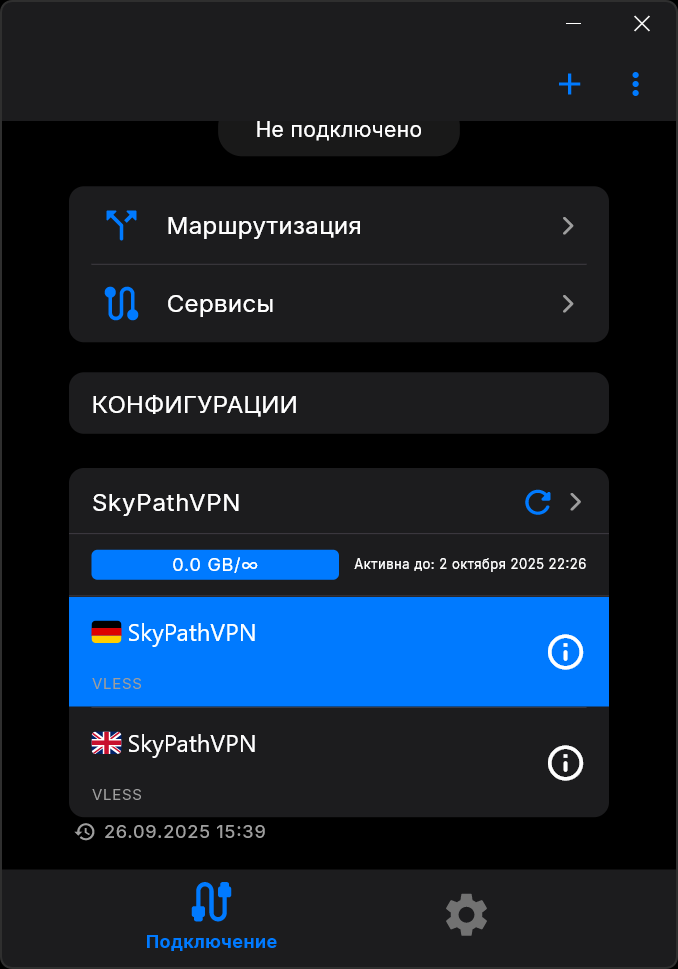 Не подключено
Маршрутизация
Сервисы
КОНФИГУРАЦИИ
SkyPathVPN
0.0 GB/∞ Активна до: 2 октября 2025 22:26
SkyPathVPN
VLESS
SkyPathVPN
VLESS
26.09.2025 15:39
Подключение